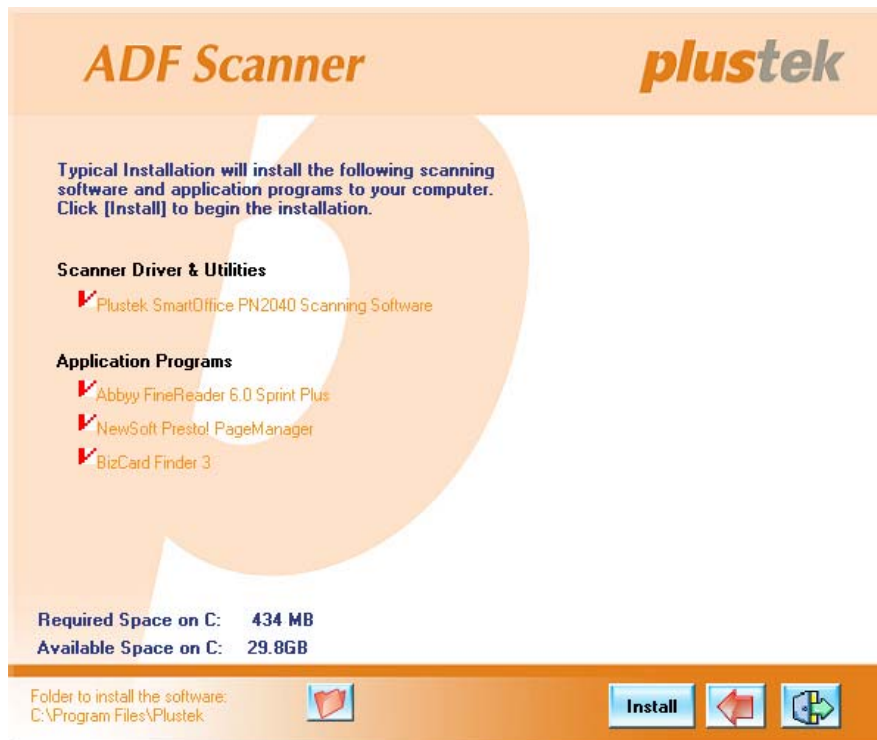 ADF Scanner
plustek
Typical Installation will install the following scanning
software and application programs to your computer.
Click [Install] to begin the installation.
Scanner Driver & Utilities
Plustek SmartOffice PN2040 Scanning Software
Application Programs
Abbyy FineReader 6.0 Sprint Plus
NewSoft Presto! PageManager
BizCard Finder 3
Required Space on C: 434 MB
Available Space on C: 29.8GB
Folder to install the software:
C:\Program Files\Plustek
Install